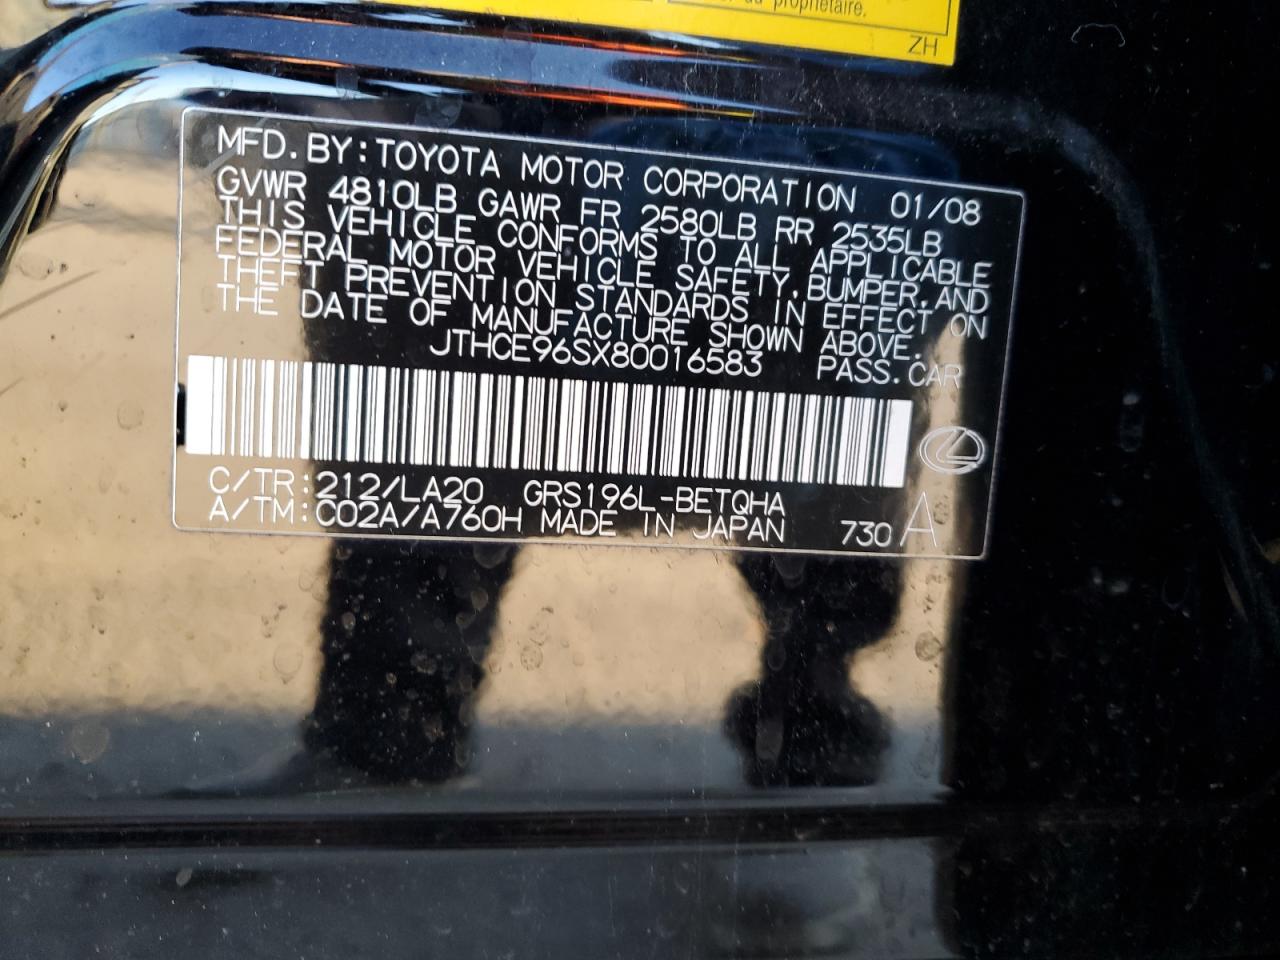 du propriétaire.
ZH
MFD. BY: TOYOTA MOTOR CORPORATION 01/08
GVWR 4810LB GAWR FR 2580LB RR 2535LB
THIS VEHICLE CONFORMS TO ALL APPLICABLE
FEDERAL MOTOR VEHICLE SAFETY, BUMPER, AND
THEFT PREVENTION STANDARDS IN EFFECT ON
THE DATE OF MANUFACTURE SHOWN ABOVE.
JTHCE96SX80016583 PASS. CAR
C/TR: 212/LA20 GRS196L-BETQHA
A/TM: C02A/A760H MADE IN JAPAN 730 A